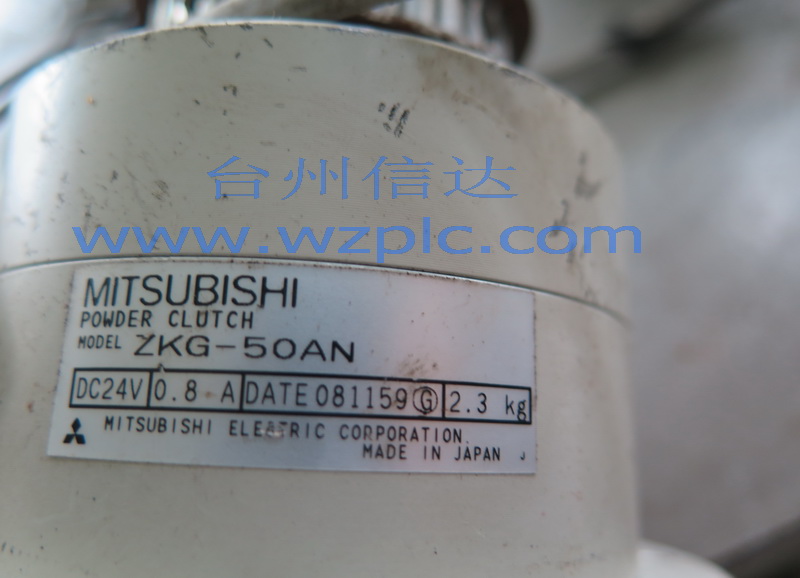 台州信达
www.wzplc.com
MITSUBISHI
POWDER CLUTCH
MODEL ZKG-50AN
DC24V 0.8 A DATE 081159Ⓖ 2.3 kg
MITSUBISHI ELECTRIC CORPORATION
MADE IN JAPAN J